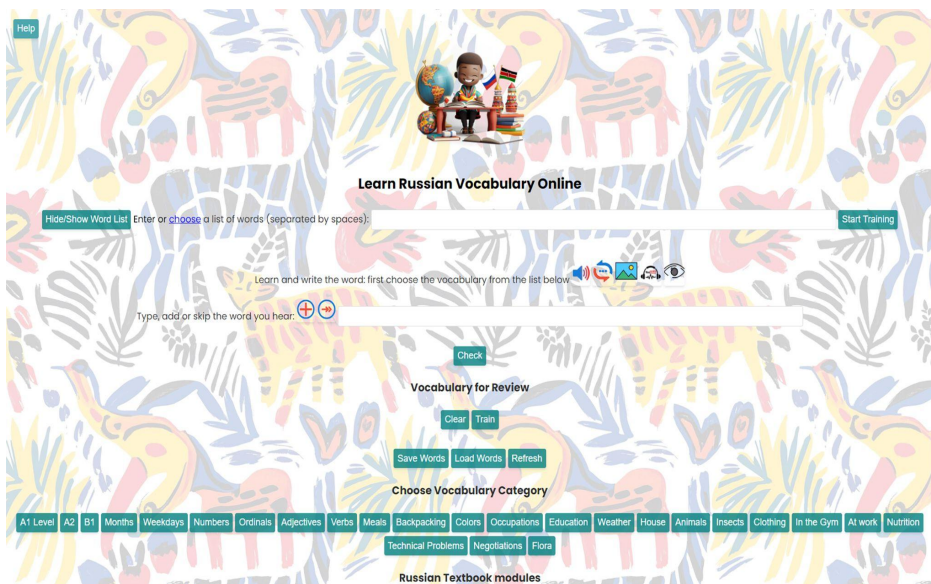 Help
Learn Russian Vocabulary Online
Hide/Show Word List Enter or choose a list of words (separated by spaces): Start Training
Learn and write the word: first choose the vocabulary from the list below
Type, add or skip the word you hear:
Check
Vocabulary for Review
Clear Train
Save Words Load Words Refresh
Choose Vocabulary Category
A1 Level A2 B1 Months Weekdays Numbers Ordinals Adjectives Verbs Meals Backpacking Colors Occupations Education Weather House Animals Insects Clothing In the Gym At work Nutrition
Technical Problems Negotiations Flora
Russian Textbook modules